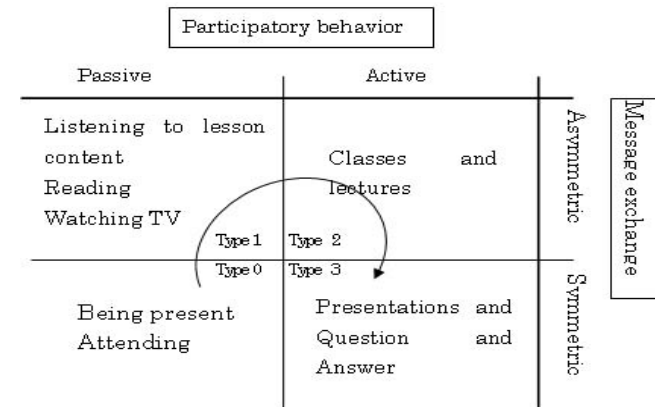 Participatory behavior
Passive
Active
Listening to lesson
content
Reading
Watching TV
Classes and
lectures
Asymmetric
Message exchange
Type 1
Type 2
Type 0
Type 3
Being present
Attending
Presentations and
Question and
Answer
Symmetric